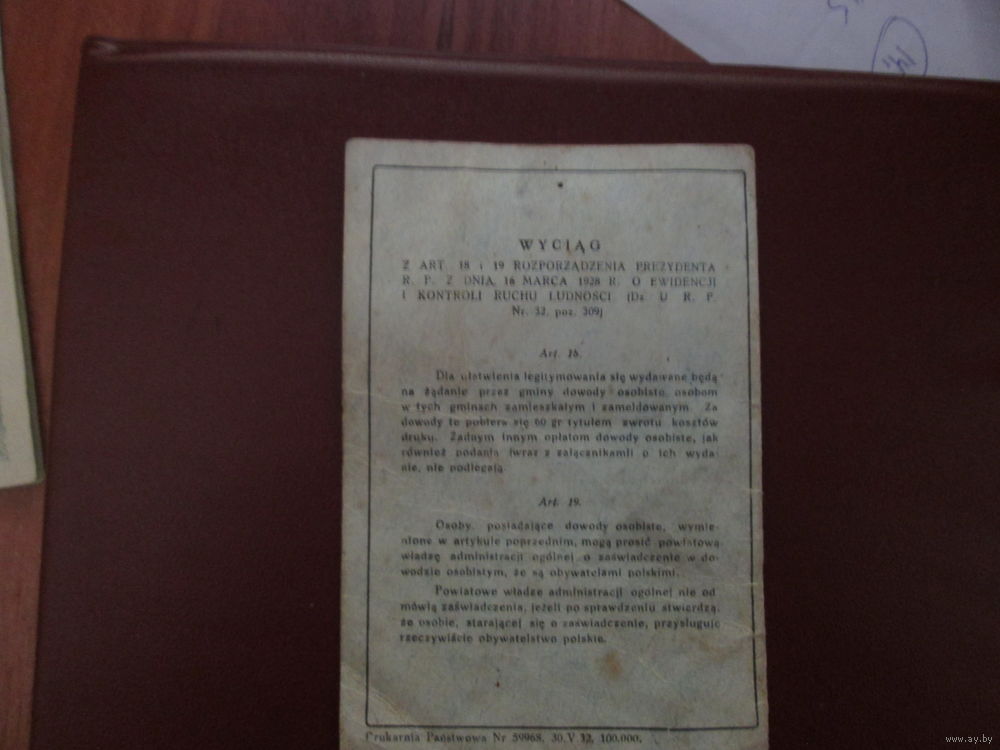 WYCIĄG
Z ART. 18 i 19 ROZPORZĄDZENIA PREZYDENTA
R. P. Z DNIA 16 MARCA 1928 R. O EWIDENCJI
I KONTROLI RUCHU LUDNOŚCI (Dz. U. R. P.
Nr. 32, poz. 309)
Art. 18.
Dla ułatwienia legitymowania się wydawane będą
na żądanie przez gminy dowody osobiste osobom
w tych gminach zamieszkałym i zameldowanym. Za
dowody te pobiera się 60 gr tytułem zwrotu kosztów
druku. Żadnym innym opłatom dowody osobiste, jak
również podania (wraz z załącznikami) o ich wyda-
nie, nie podlegają.
Art. 19.
Osoby, posiadające dowody osobiste, wymie-
nione w artykule poprzednim, mogą prosić powiatową
władzę administracji ogólnej o zaświadczenie w do-
wodzie osobistym, że są obywatelami polskimi.
Powiatowe władze administracji ogólnej nie od-
mówią zaświadczenia, jeżeli po sprawdzeniu stwierdzą,
że osobie, starającej się o zaświadczenie, przysługuje
rzeczywiście obywatelstwo polskie.
Drukarnia Państwowa Nr 59968. 30.V.32. 100.000.
www.ay.by